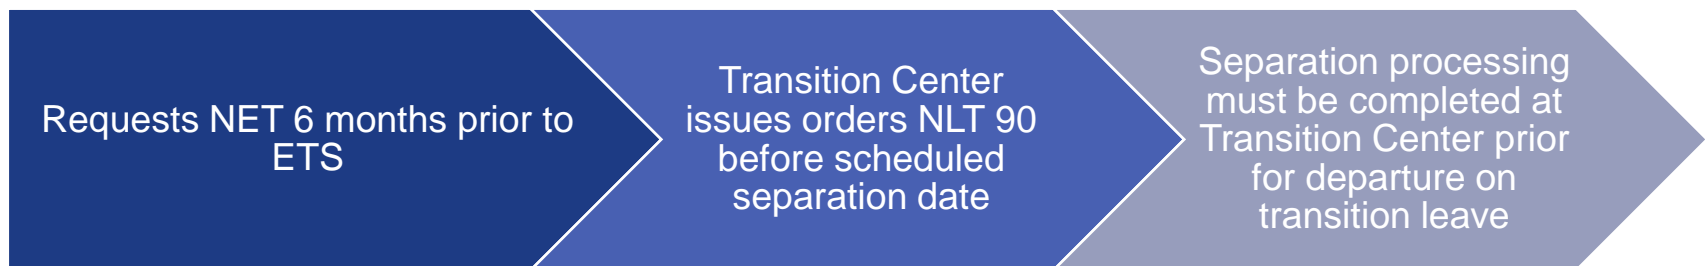 Requests NET 6 months prior to
ETS
Transition Center
issues orders NLT 90
before scheduled
separation date
Separation processing
must be completed at
Transition Center prior
for departure on
transition leave